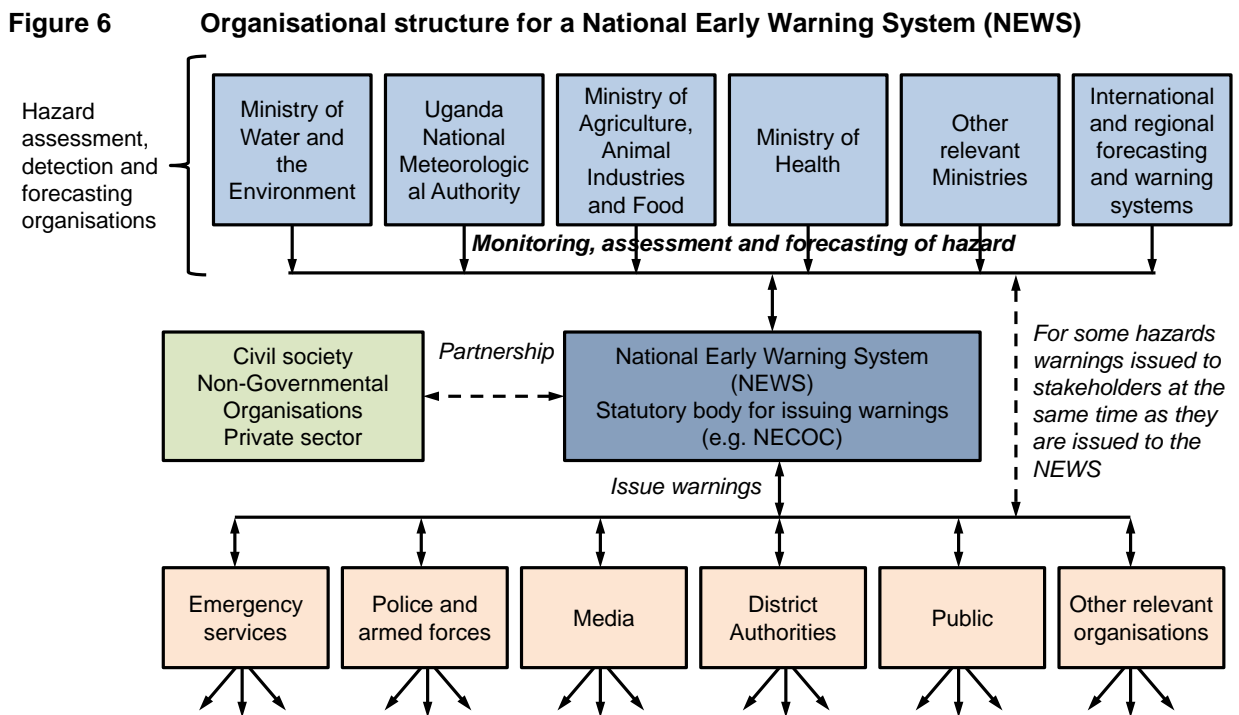 Figure 6 Organisational structure for a National Early Warning System (NEWS)
Hazard
assessment,
detection and
forecasting
organisations
Ministry of
Water and
the
Environment
Uganda
National
Meteorologic
al Authority
Ministry of
Agriculture,
Animal
Industries
and Food
Ministry of
Health
Other
relevant
Ministries
International
and regional
forecasting
and warning
systems
Monitoring, assessment and forecasting of hazard
Civil society
Non-Governmental
Organisations
Private sector
Partnership
National Early Warning System
(NEWS)
Statutory body for issuing warnings
(e.g. NECOC)
For some hazards
warnings issued to
stakeholders at the
same time as they
are issued to the
NEWS
Issue warnings
Emergency
services
Police and
armed forces
Media
District
Authorities
Public
Other relevant
organisations